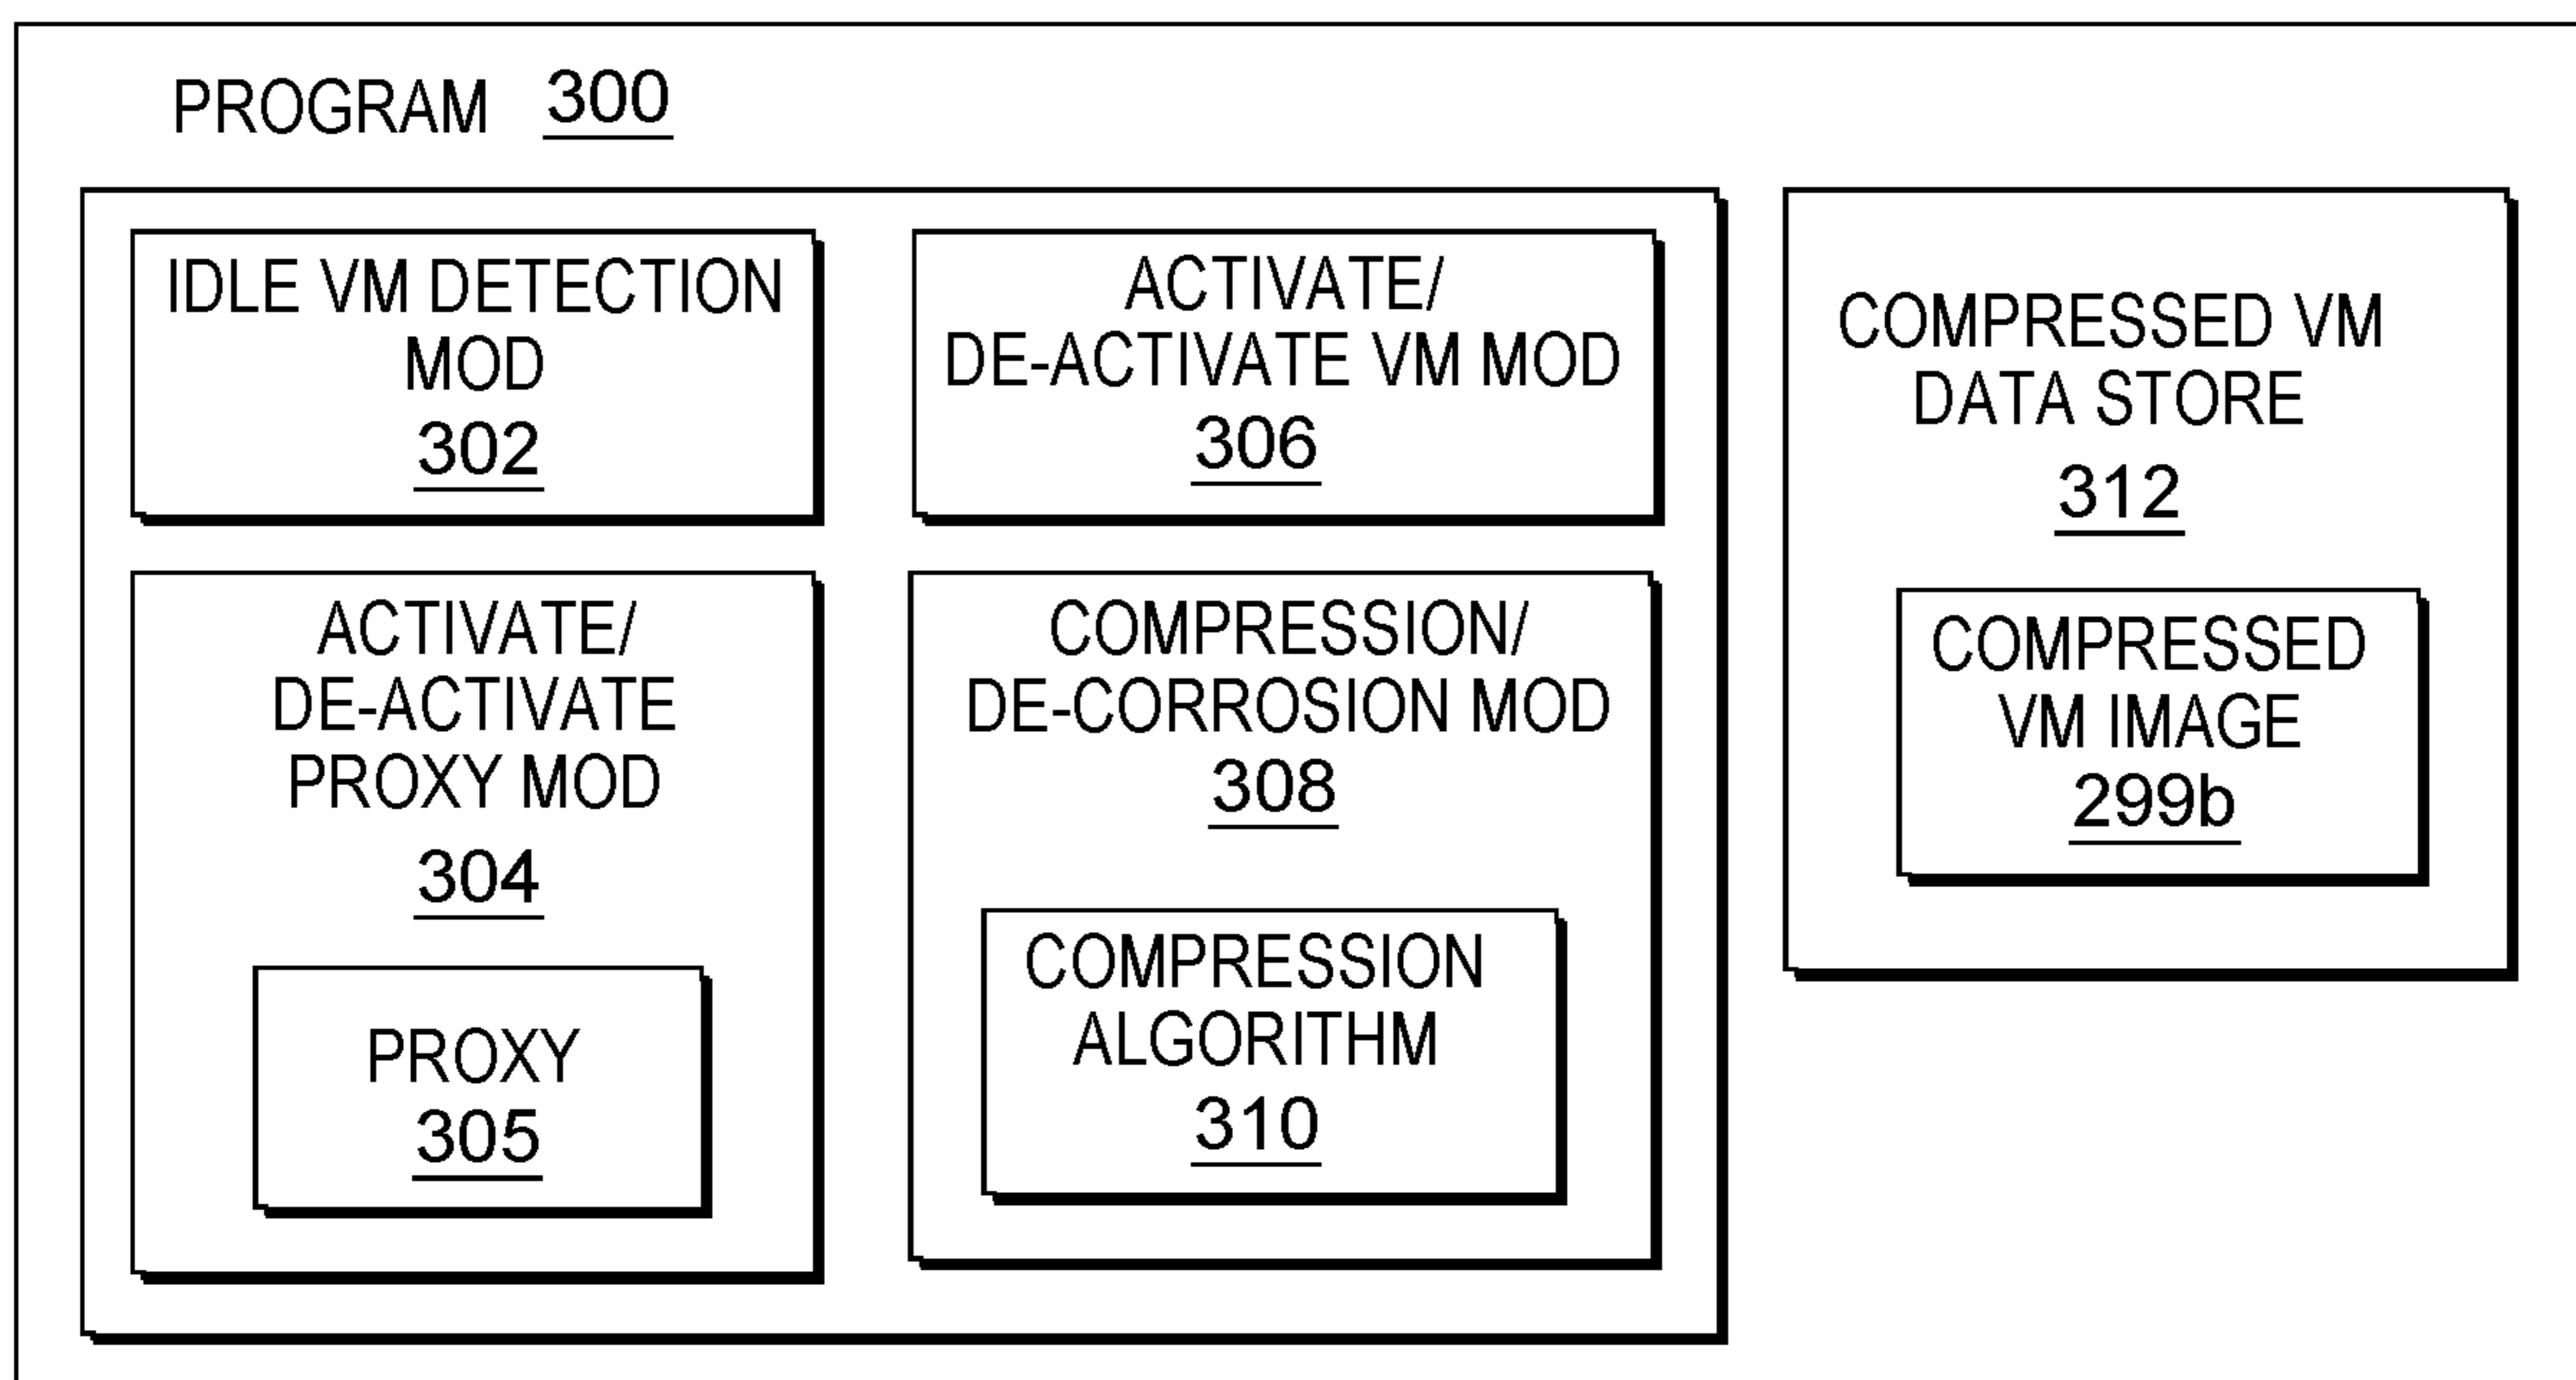 PROGRAM 300
IDLE VM DETECTION
MOD
302
ACTIVATE/
DE-ACTIVATE VM MOD
306
ACTIVATE/
DE-ACTIVATE
PROXY MOD
304
PROXY
305
COMPRESSION/
DE-CORROSION MOD
308
COMPRESSION
ALGORITHM
310
COMPRESSED VM
DATA STORE
312
COMPRESSED
VM IMAGE
299b